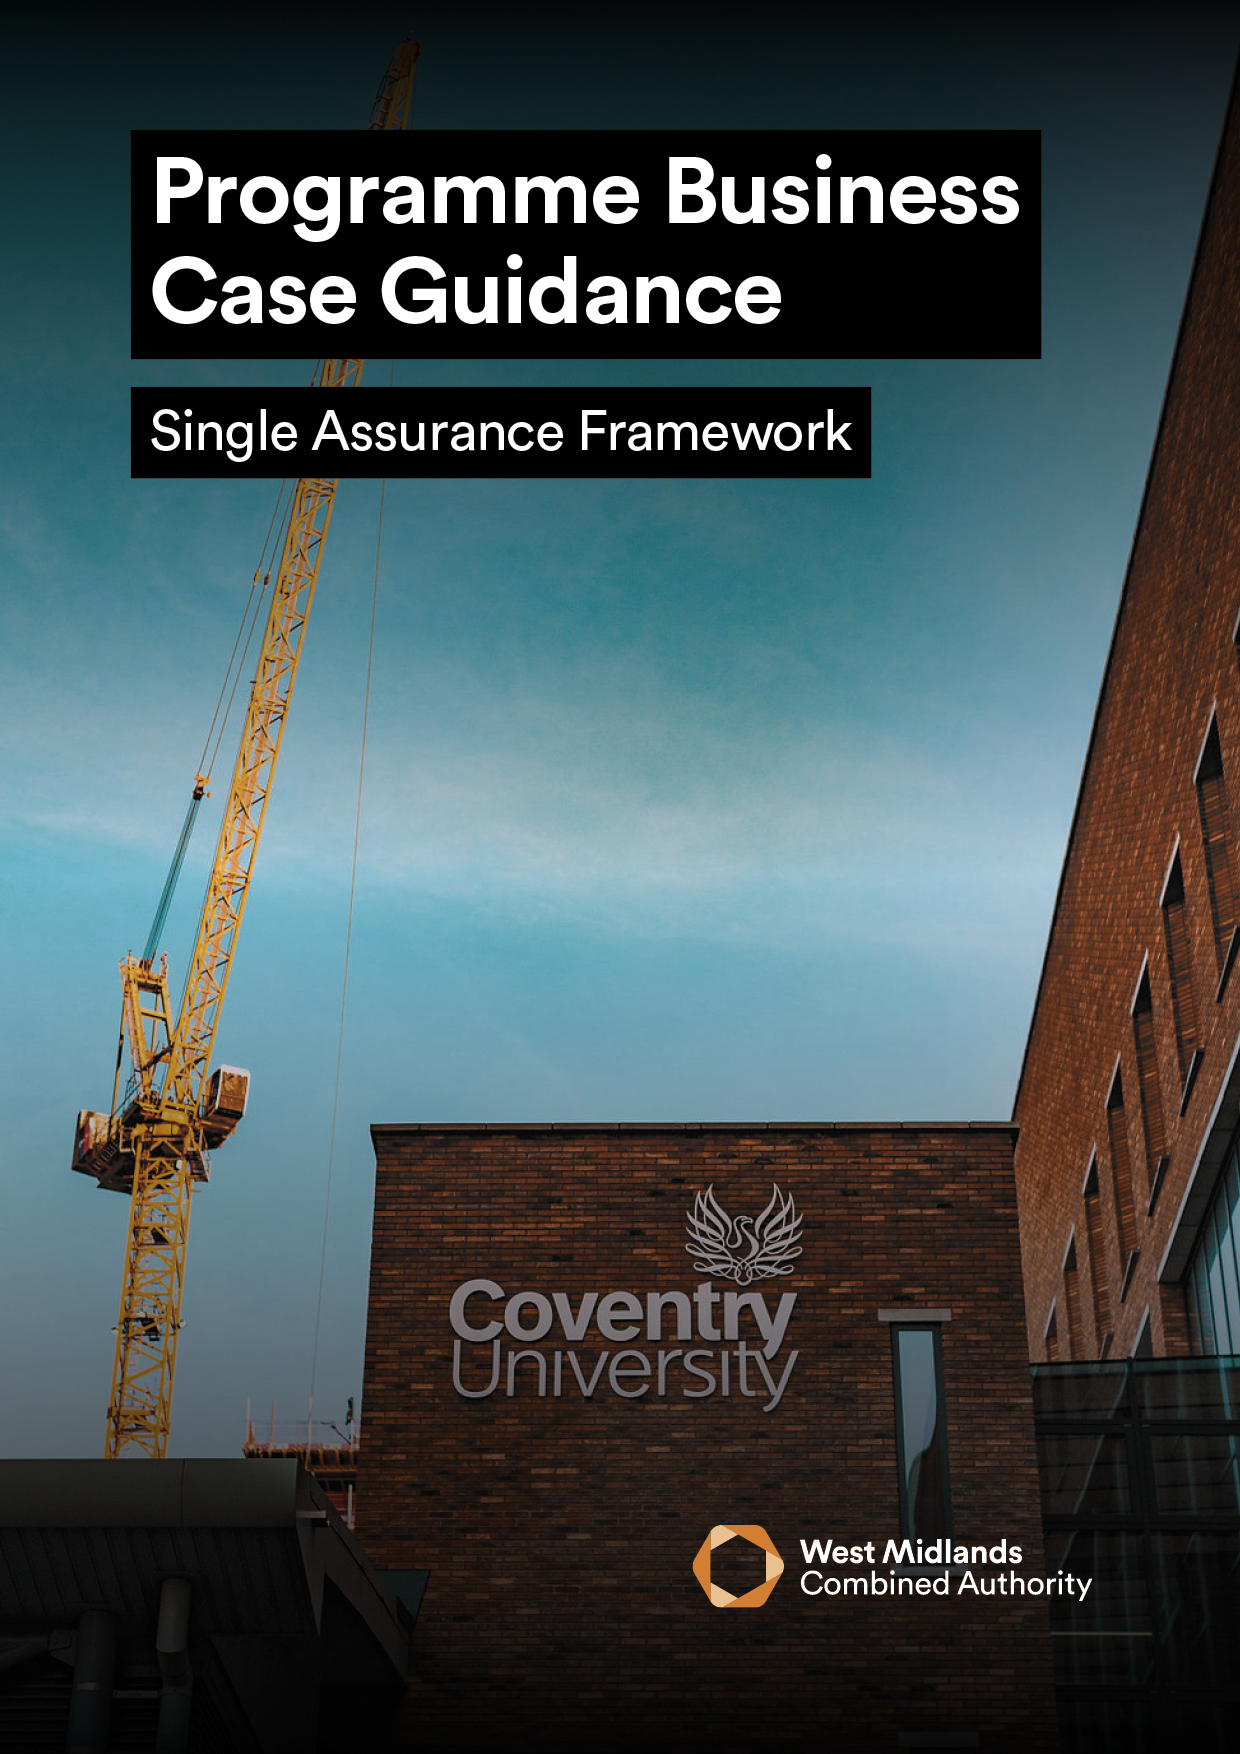 Programme Business
Case Guidance
Single Assurance Framework
Coventry
University
West Midlands
Combined Authority